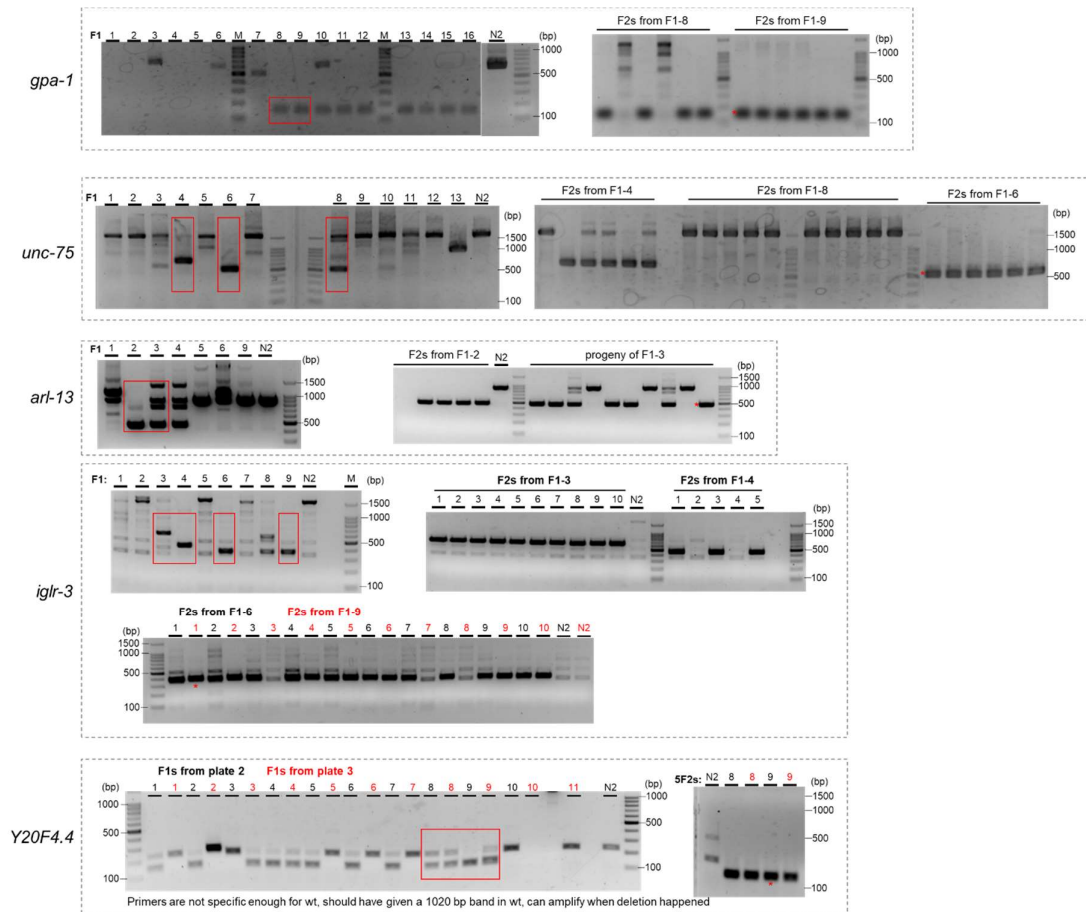 gpa-1
F1 1 2 3 4 5 6 M 7 8 9 10 11 12 M 13 14 15 16 N2 (bp)
1000
500
100
F2s from F1-8 F2s from F1-9 (bp)
1000
500
100
unc-75
F1 1 2 3 4 5 6 7 8 9 10 11 12 13 N2 (bp)
1500
1000
500
100
F2s from F1-4 F2s from F1-8 F2s from F1-6 (bp)
1500
1000
500
100
arl-13
F1 1 2 3 4 5 6 9 N2 (bp)
1500
1000
500
F2s from F1-2 N2 progeny of F1-3 (bp)
1500
1000
500
100
iglr-3
F1: 1 2 3 4 5 6 7 8 9 N2 M (bp)
1500
1000
500
100
F2s from F1-3 F2s from F1-4
1 2 3 4 5 6 7 8 9 10 N2 1 2 3 4 5 (bp)
1500
1000
500
100
F2s from F1-6 F2s from F1-9
(bp) 1 1 2 2 3 3 4 4 5 5 6 6 7 7 8 8 9 9 10 10 N2 N2
1500
1000
500
100
Y20F4.4
F1s from plate 2 F1s from plate 3
(bp) 1 1 2 2 3 3 4 4 5 5 6 6 7 7 8 8 9 9 10 10 11 N2 (bp)
1000 1000
500 500
100 100
5F2s: N2 8 8 9 9 (bp)
1000
500
100
Primers are not specific enough for wt, should have given a 1020 bp band in wt, can amplify when deletion happened